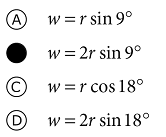 Ⓐ w = r sin 9°
● w = 2r sin 9°
Ⓒ w = r cos 18°
Ⓓ w = 2r sin 18°